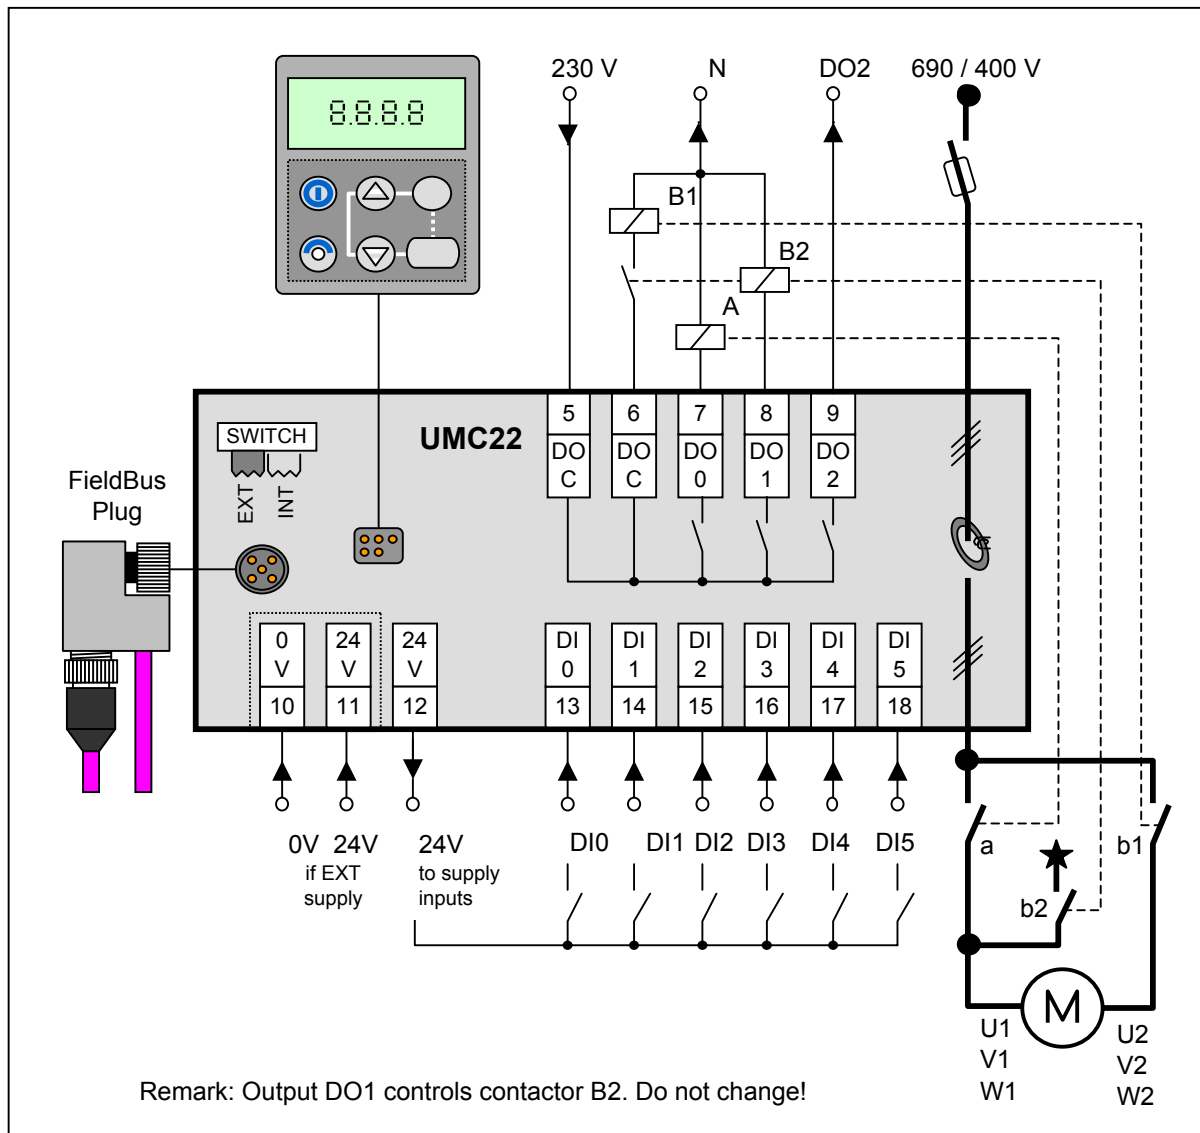 230 V
N
DO2
690 / 400 V
8.8.8.8
B1
B2
A
SWITCH
EXT
INT
UMC22
5
6
7
8
9
DO
C
DO
C
DO
0
DO
1
DO
2
FieldBus
Plug
0
V
24
V
24
V
DI
0
DI
1
DI
2
DI
3
DI
4
DI
5
10
11
12
13
14
15
16
17
18
0V
24V
if EXT
supply
24V
to supply
inputs
DI0
DI1
DI2
DI3
DI4
DI5
a
b1
b2
M
U1
V1
W1
U2
V2
W2
Remark: Output DO1 controls contactor B2. Do not change!